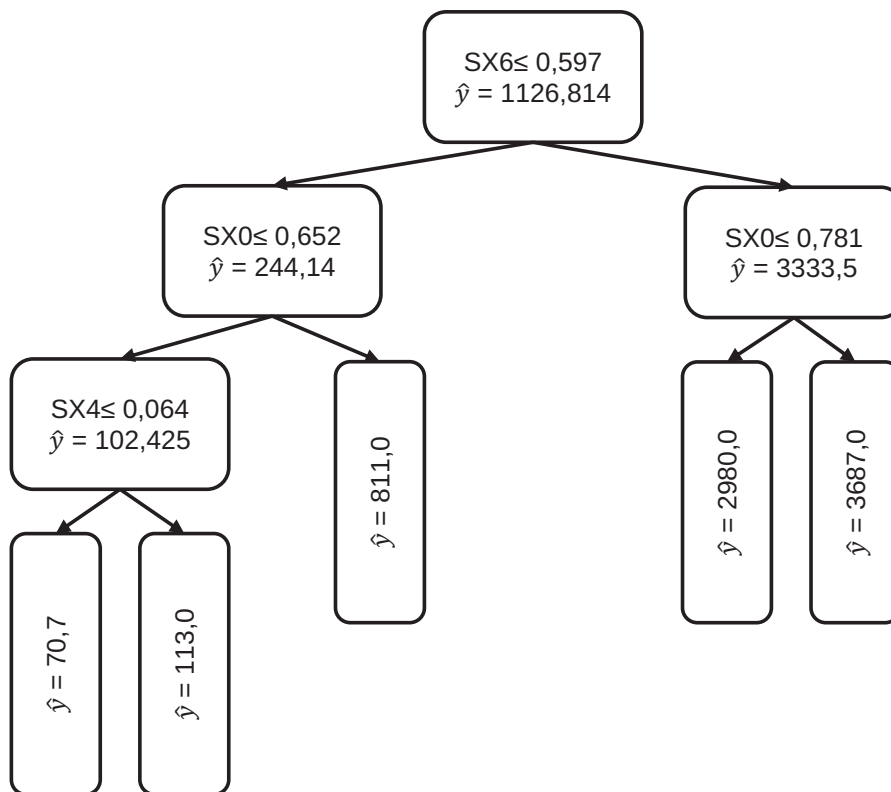 SX6≤ 0,597
ŷ = 1126,814
SX0≤ 0,652
ŷ = 244,14
SX0≤ 0,781
ŷ = 3333,5
SX4≤ 0,064
ŷ = 102,425
ŷ = 811,0
ŷ = 2980,0
ŷ = 3687,0
ŷ = 70,7
ŷ = 113,0